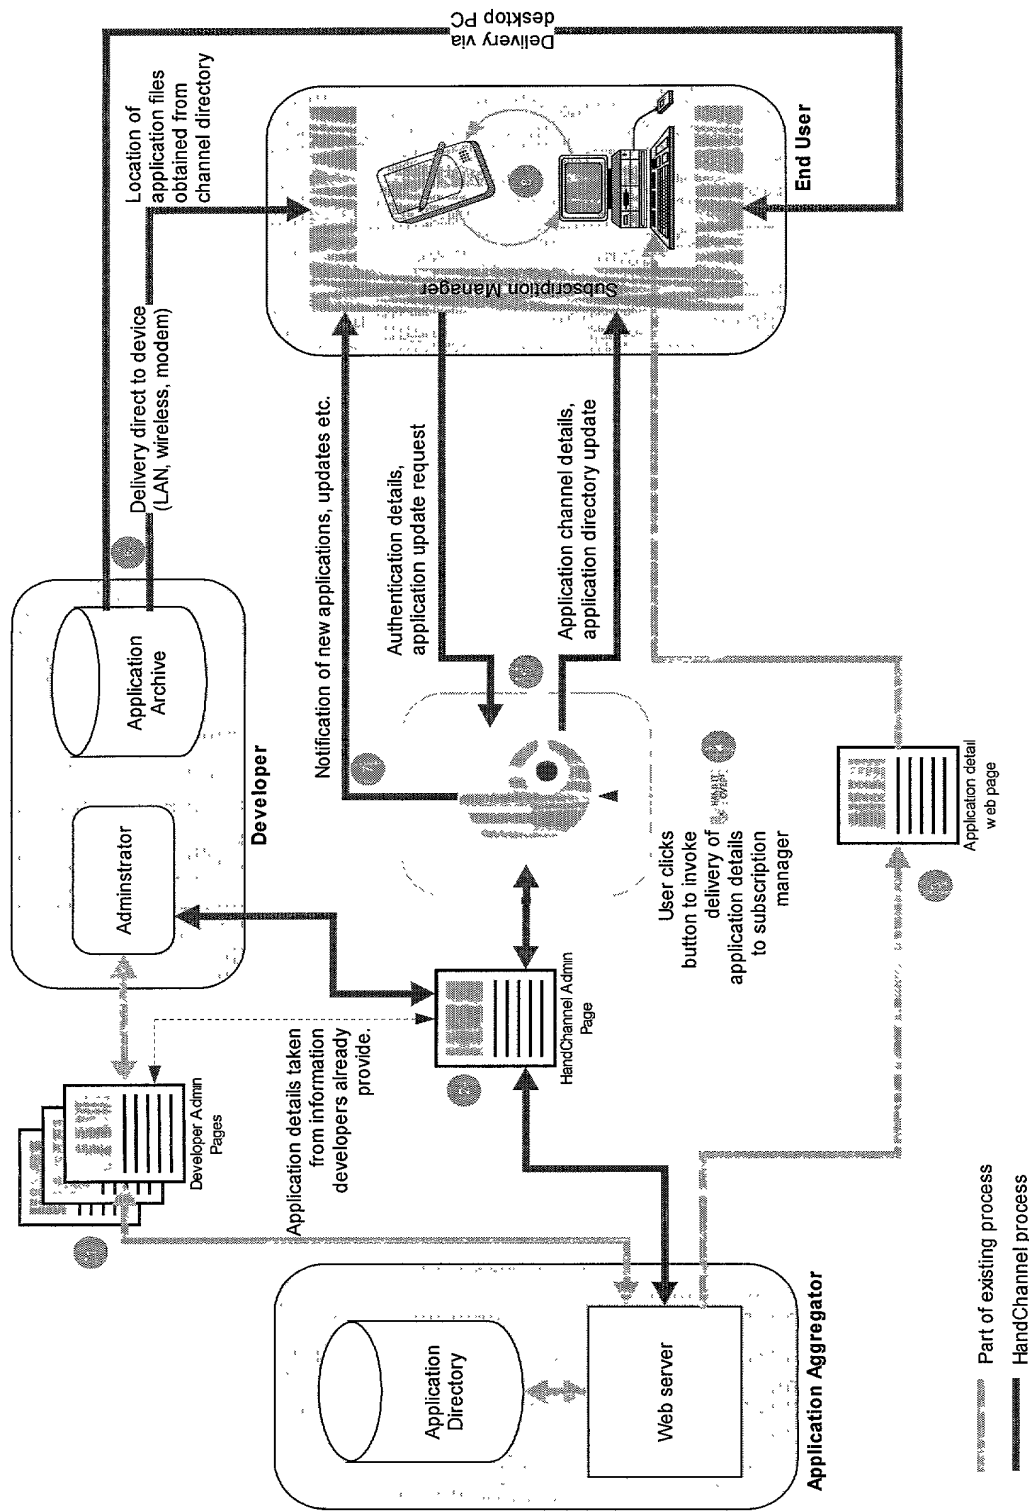 Application
Directory
Web server
Application Aggregator
Developer Admin
Pages
Application details taken
from information
developers already
provide.
Adminstrator
Application
Archive
Developer
HandChannel Admin
Page
User clicks
button to invoke
delivery of
application details
to subscription
manager
Application detail
web page
Notification of new applications, updates etc.
Authentication details,
application update request
Application channel details,
application directory update
Delivery direct to device
(LAN, wireless, modem)
Location of
application files
obtained from
channel directory
Delivery via
desktop PC
Subscription Manager
End User
Part of existing process
HandChannel process